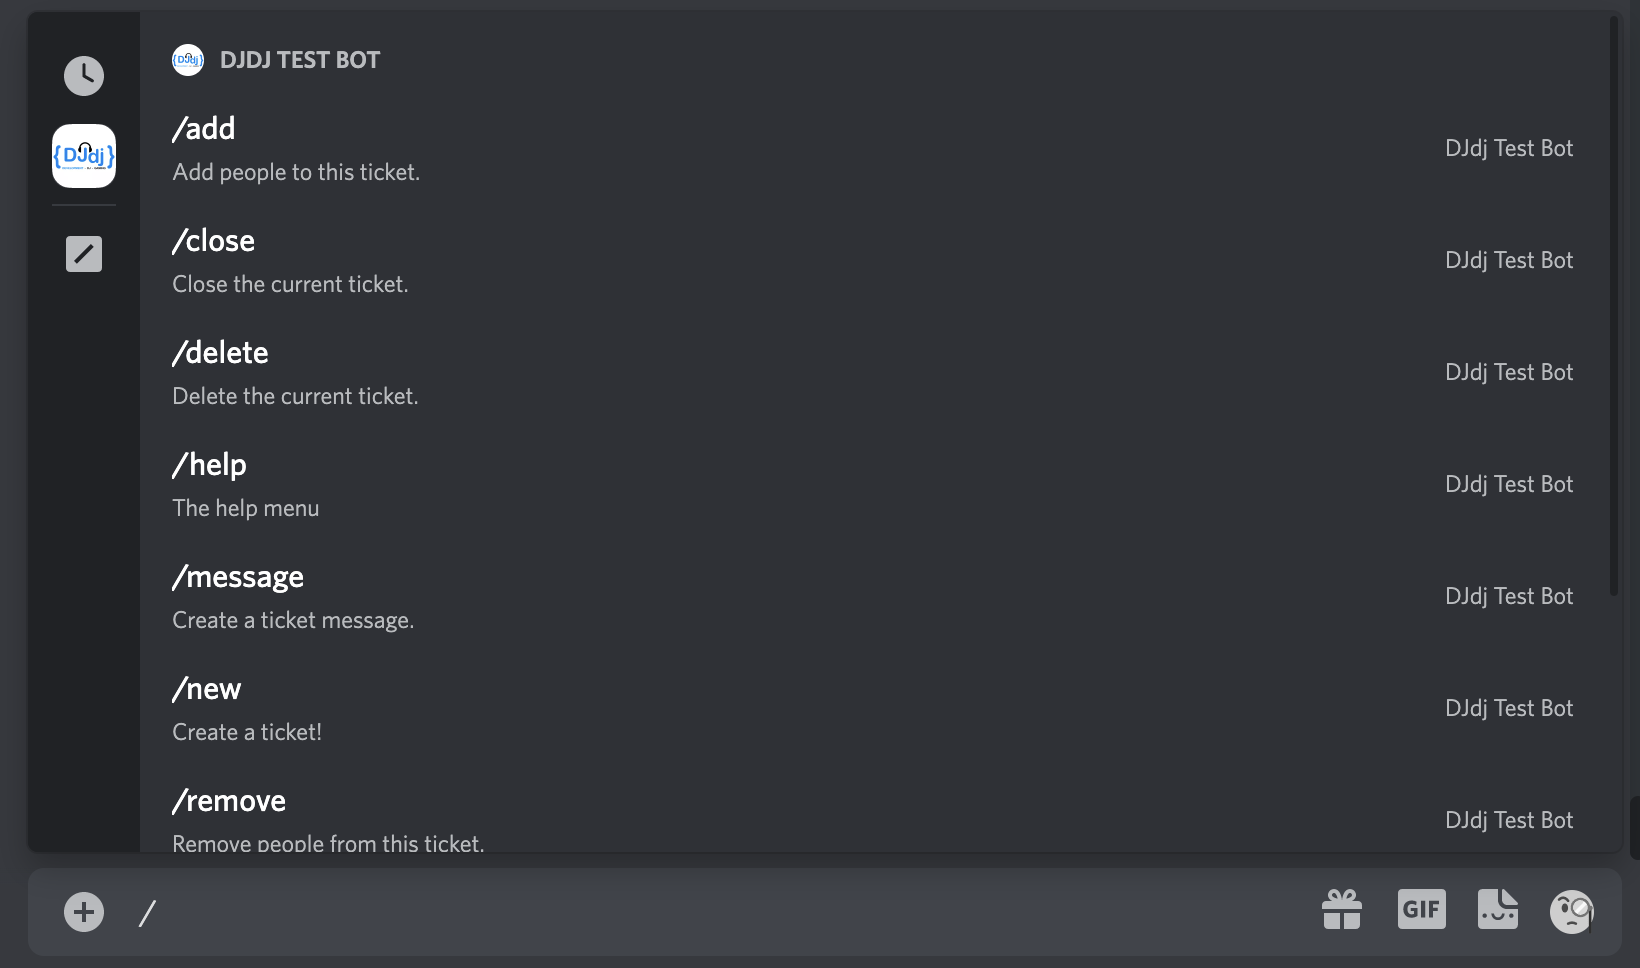 {DJdj} DJDJ TEST BOT
/add
Add people to this ticket.
DJdj Test Bot
{DJdj}
/close
Close the current ticket.
DJdj Test Bot
/delete
Delete the current ticket.
DJdj Test Bot
/help
The help menu
DJdj Test Bot
/message
Create a ticket message.
DJdj Test Bot
/new
Create a ticket!
DJdj Test Bot
/remove
Remove people from this ticket.
DJdj Test Bot
/
GIF